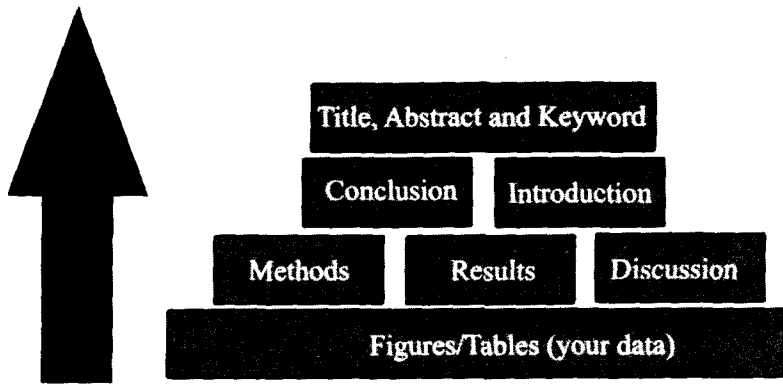 Title, Abstract and Keyword
Conclusion
Introduction
Methods
Results
Discussion
Figures/Tables (your data)